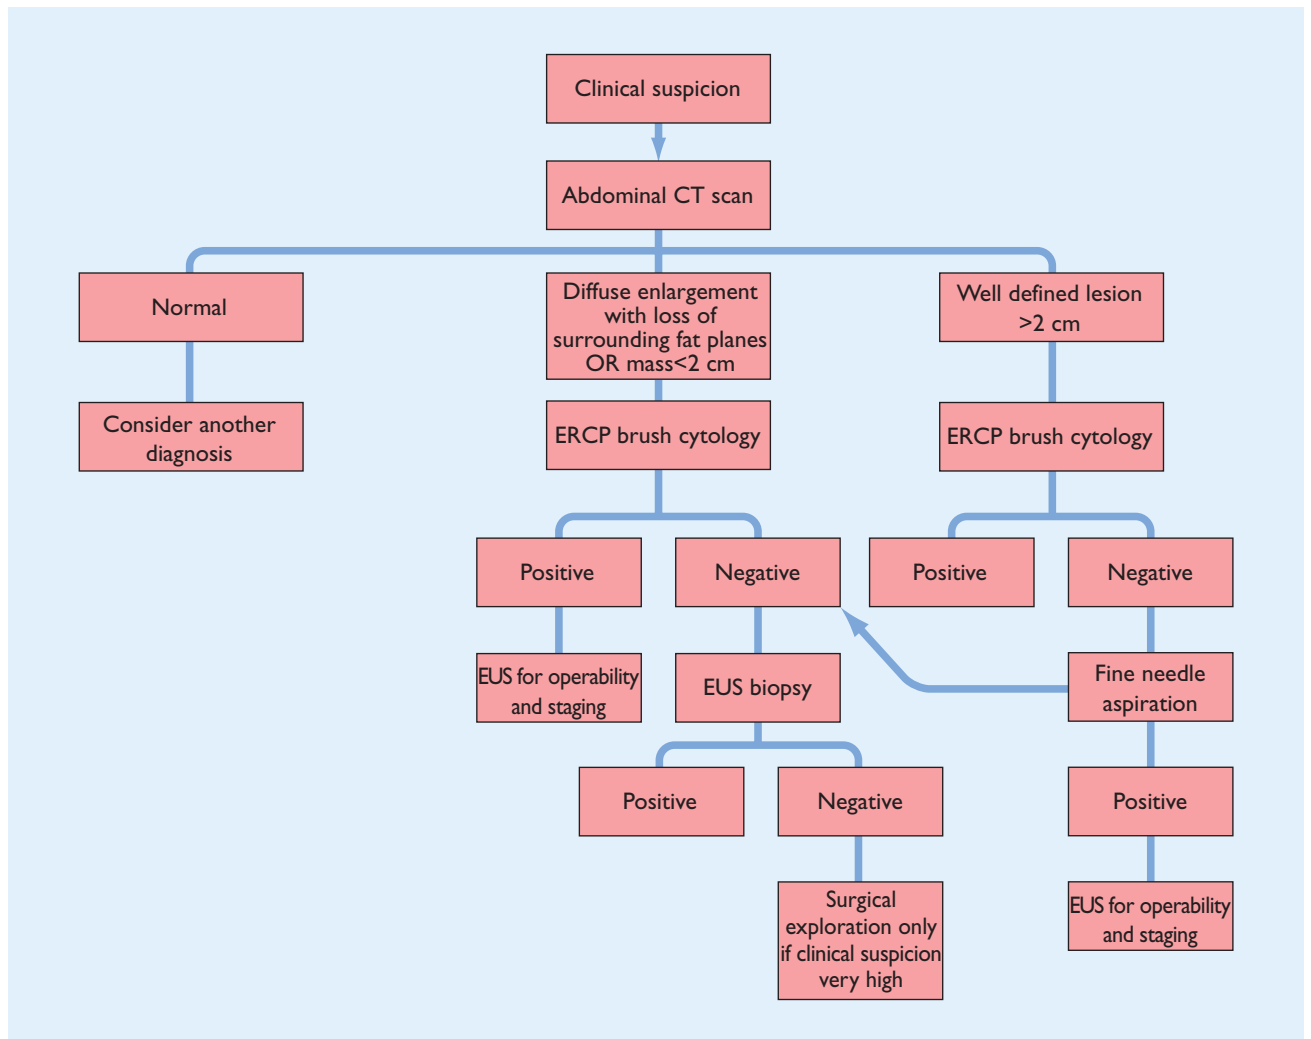 Clinical suspicion
Abdominal CT scan
Normal
Diffuse enlargement
with loss of
surrounding fat planes
OR mass<2 cm
Well defined lesion
>2 cm
Consider another
diagnosis
ERCP brush cytology
ERCP brush cytology
Positive
Negative
Positive
Negative
EUS for operability
and staging
EUS biopsy
Fine needle
aspiration
Positive
Negative
Positive
Surgical
exploration only
if clinical suspicion
very high
EUS for operability
and staging